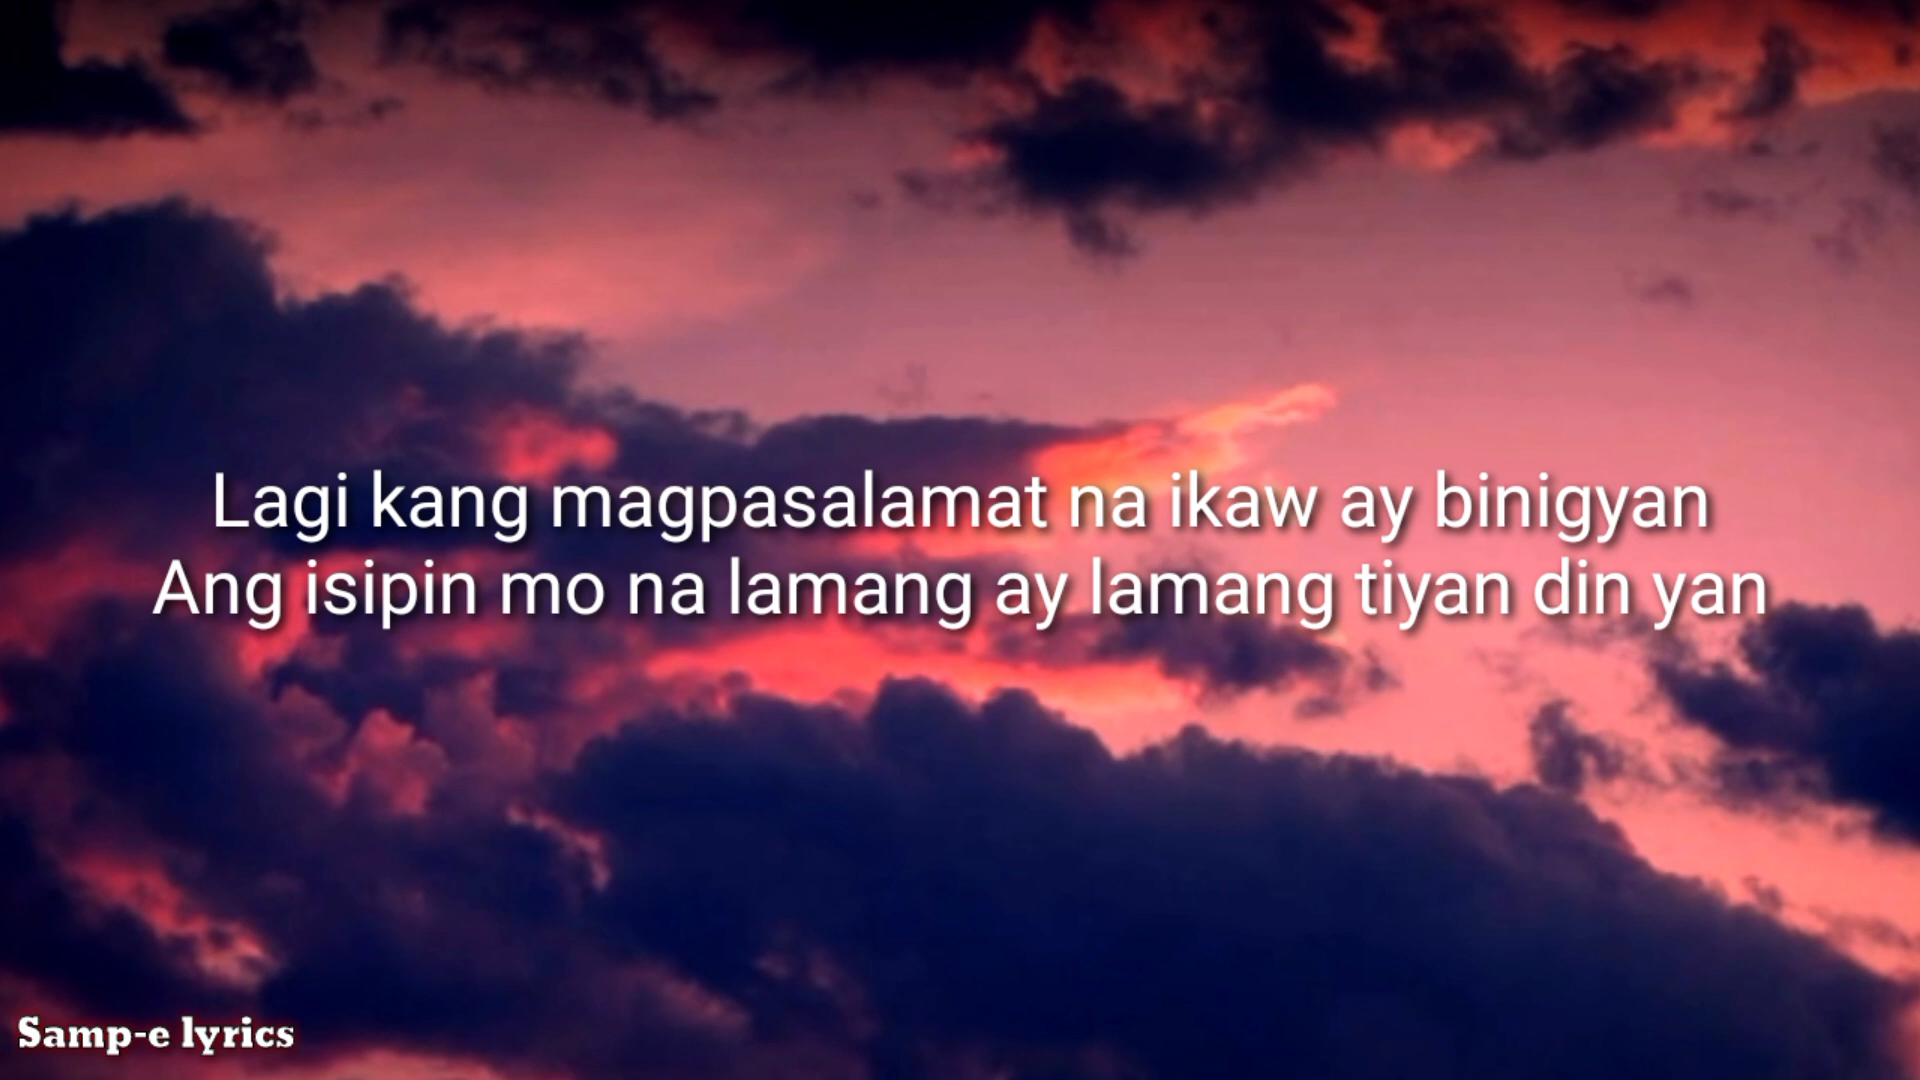 Lagi kang magpasalamat na ikaw ay binigyan
Ang isipin mo na lamang ay lamang tiyan din yan
Samp-e lyrics